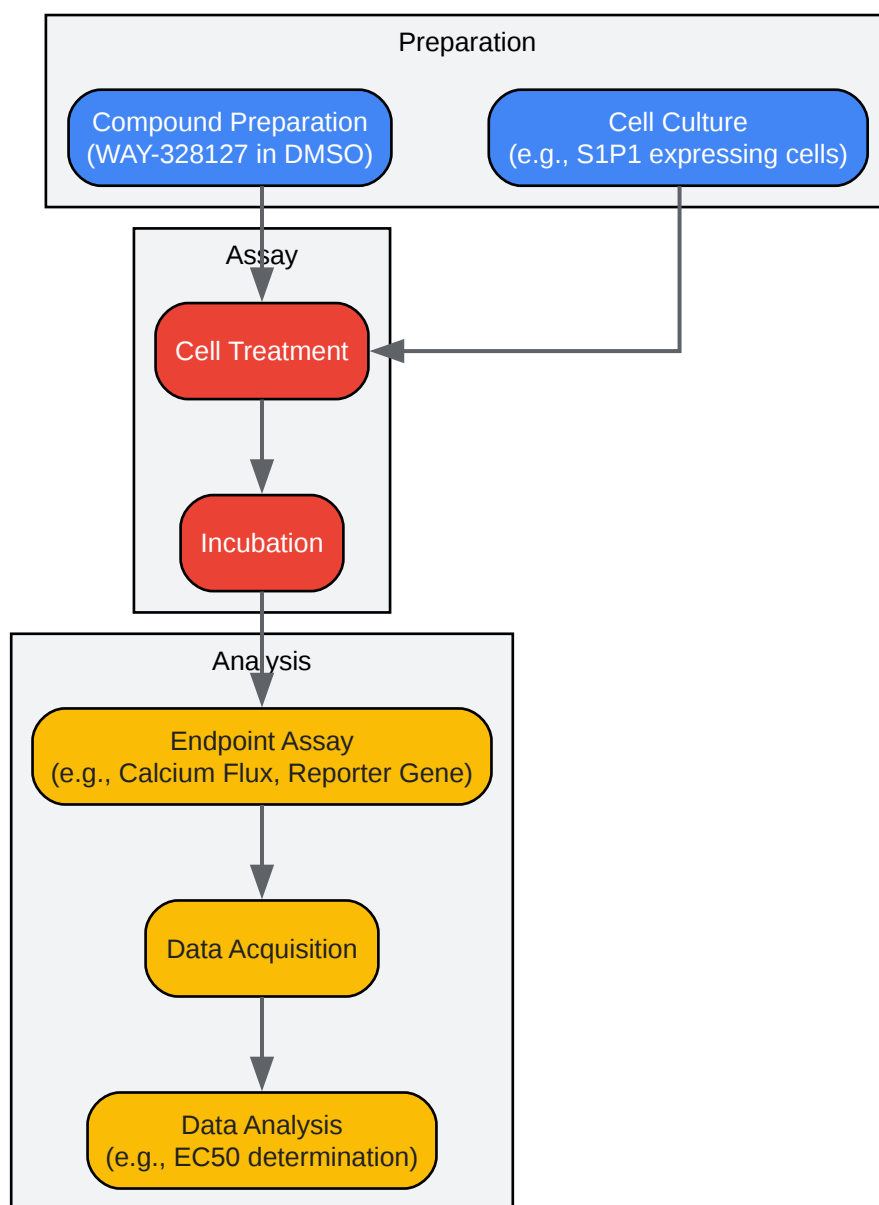 Preparation
Compound Preparation
(WAY-328127 in DMSO)
Cell Culture
(e.g., S1P1 expressing cells)
Assay
Cell Treatment
Incubation
Analysis
Endpoint Assay
(e.g., Calcium Flux, Reporter Gene)
Data Acquisition
Data Analysis
(e.g., EC50 determination)